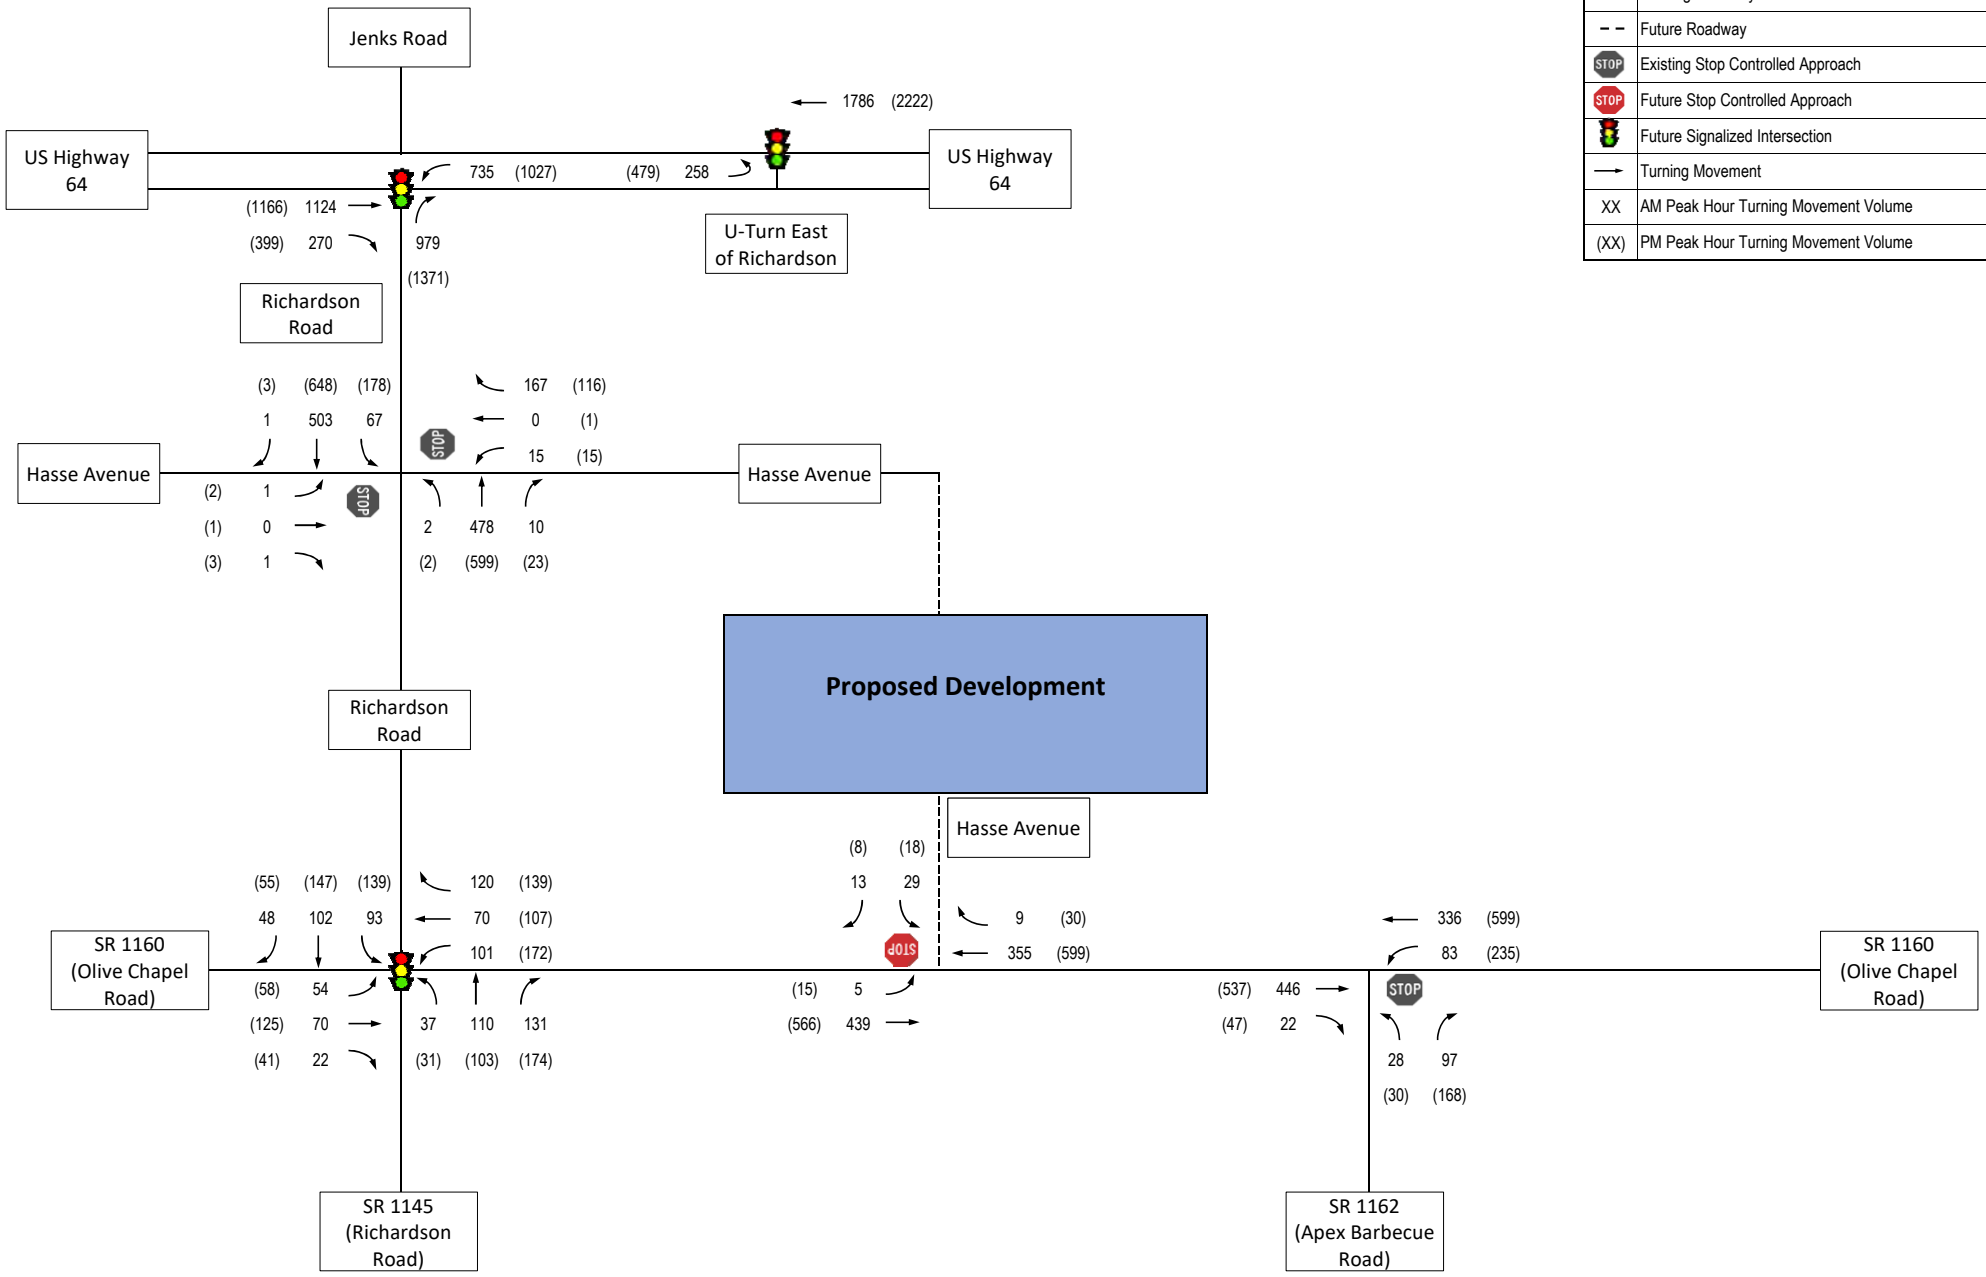 Jenks Road
Future Roadway
STOP Existing Stop Controlled Approach
STOP Future Stop Controlled Approach
Future Signalized Intersection
Turning Movement
XX AM Peak Hour Turning Movement Volume
(XX) PM Peak Hour Turning Movement Volume
1786 (2222)
US Highway
64
US Highway
64
735 (1027) (479) 258
(1166) 1124
(399) 270
979
(1371)
U-Turn East
of Richardson
Richardson
Road
(3) (648) (178)
1 503 67
167 (116)
0 (1)
15 (15)
STOP
Hasse Avenue
Hasse Avenue
STOP
(2) 1
(1) 0
(3) 1
2 478 10
(2) (599) (23)
Proposed Development
Richardson
Road
Hasse Avenue
(55) (147) (139)
48 102 93
120 (139)
70 (107)
101 (172)
SR 1160
(Olive Chapel
Road)
(58) 54
(125) 70
(41) 22
37 110 131
(31) (103) (174)
(8) (18)
13 29
STOP
9 (30)
355 (599)
(15) 5
(566) 439
336 (599)
83 (235)
SR 1160
(Olive Chapel
Road)
(537) 446
(47) 22
STOP
28 97
(30) (168)
SR 1145
(Richardson
Road)
SR 1162
(Apex Barbecue
Road)